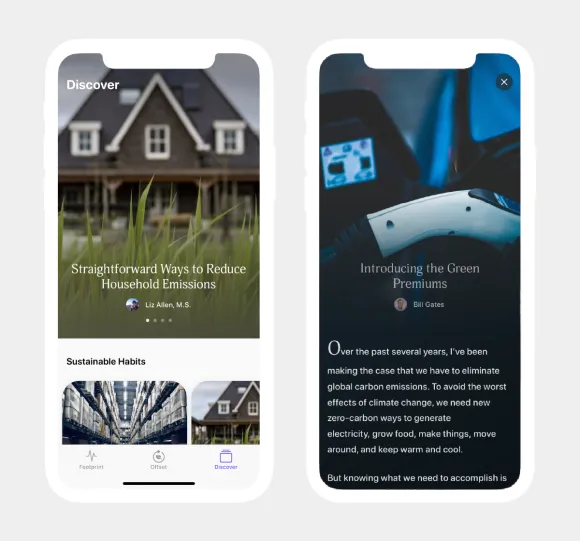 Discover
Straightforward Ways to Reduce
Household Emissions
Liz Allen, M.S.
Sustainable Habits
Footprint
Offset
Discover
Introducing the Green
Premiums
Bill Gates
Over the past several years, I've been
making the case that we have to eliminate
global carbon emissions. To avoid the worst
effects of climate change, we need new
zero-carbon ways to generate
electricity, grow food, make things, move
around, and keep warm and cool.
But knowing what we need to accomplish is